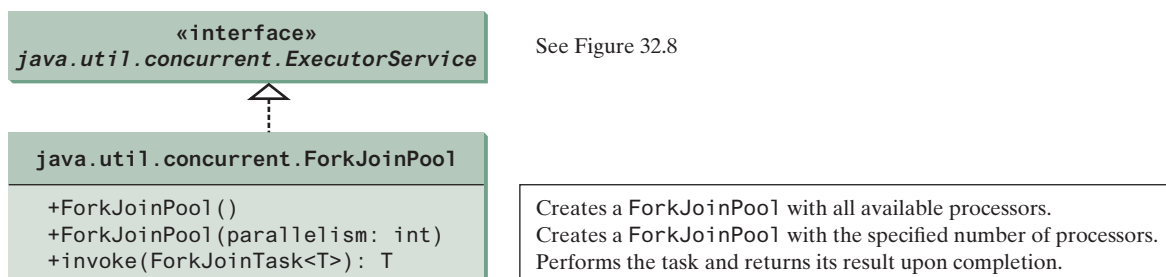 «interface»
java.util.concurrent.ExecutorService
See Figure 32.8
java.util.concurrent.ForkJoinPool
+ForkJoinPool()
+ForkJoinPool(parallelism: int)
+invoke(ForkJoinTask<T>): T
Creates a ForkJoinPool with all available processors.
Creates a ForkJoinPool with the specified number of processors.
Performs the task and returns its result upon completion.